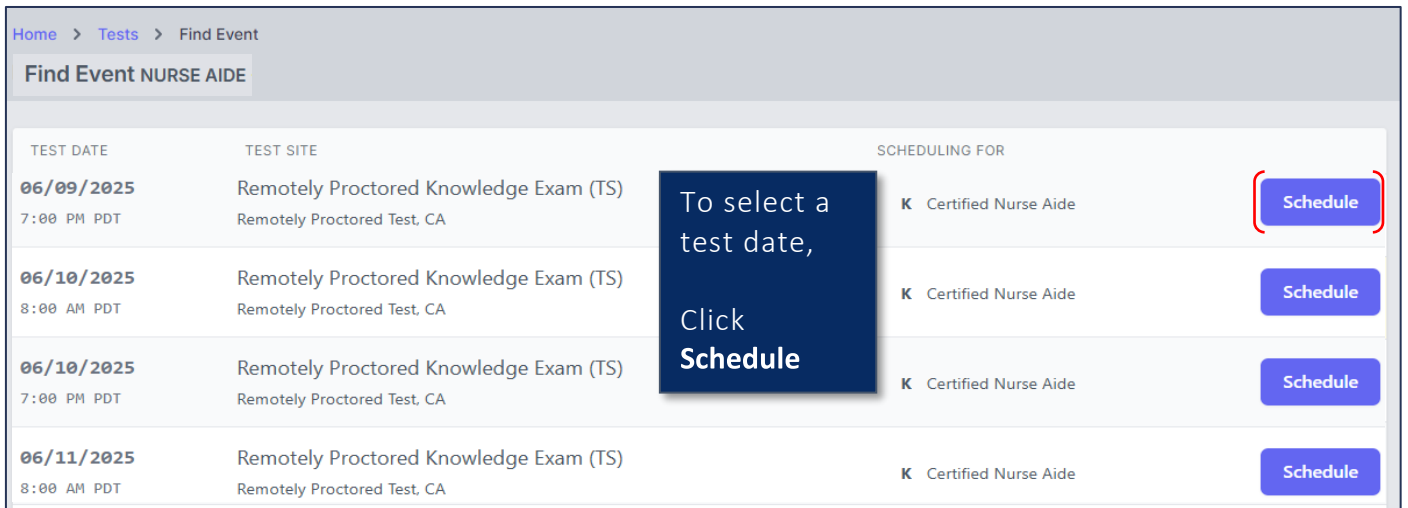 Home > Tests > Find Event
Find Event NURSE AIDE
TEST DATE TEST SITE SCHEDULING FOR
06/09/2025 Remotely Proctored Knowledge Exam (TS)
7:00 PM PDT Remotely Proctored Test, CA
K Certified Nurse Aide Schedule
To select a
test date,
Click
Schedule
06/10/2025 Remotely Proctored Knowledge Exam (TS)
8:00 AM PDT Remotely Proctored Test, CA
K Certified Nurse Aide Schedule
06/10/2025 Remotely Proctored Knowledge Exam (TS)
7:00 PM PDT Remotely Proctored Test, CA
K Certified Nurse Aide Schedule
06/11/2025 Remotely Proctored Knowledge Exam (TS)
8:00 AM PDT Remotely Proctored Test, CA
K Certified Nurse Aide Schedule